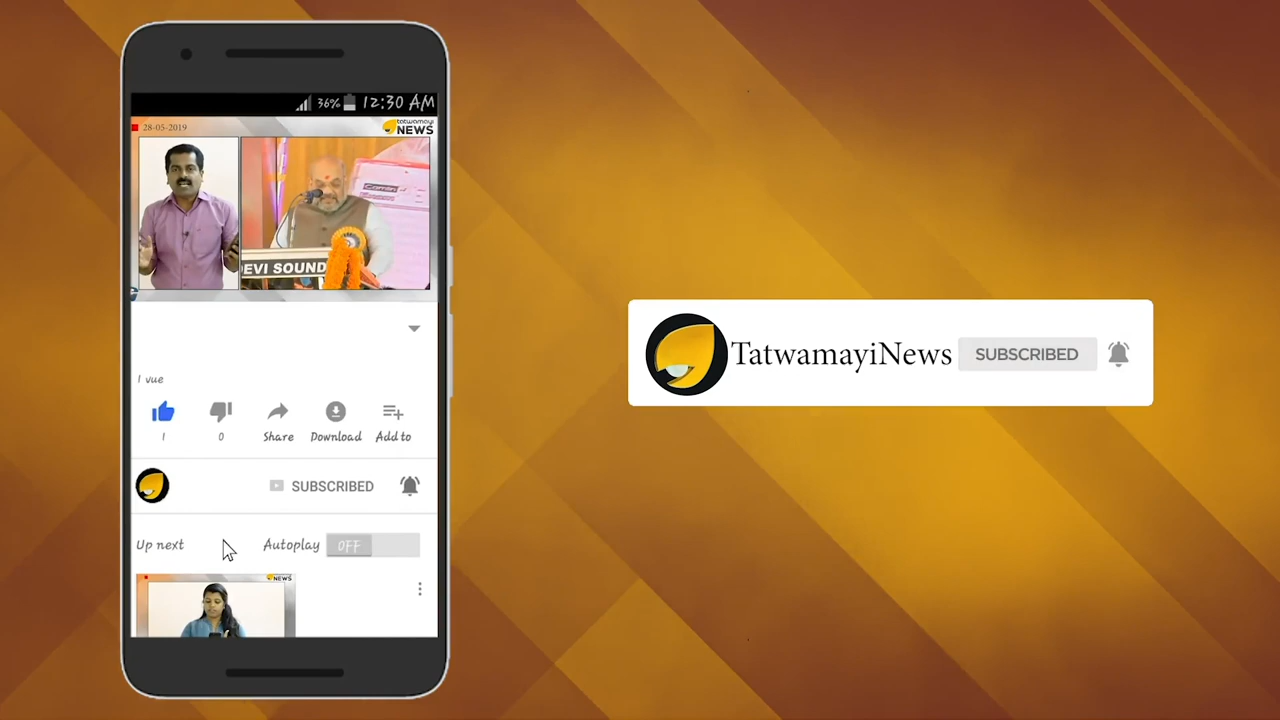 36% 12:30 AM
28-05-2019
tatwamayi
NEWS
DEVI SOUND
1 vue
1
0
Share
Download
Add to
SUBSCRIBED
Up next
Autoplay
OFF
NEWS
TatwamayiNews
SUBSCRIBED